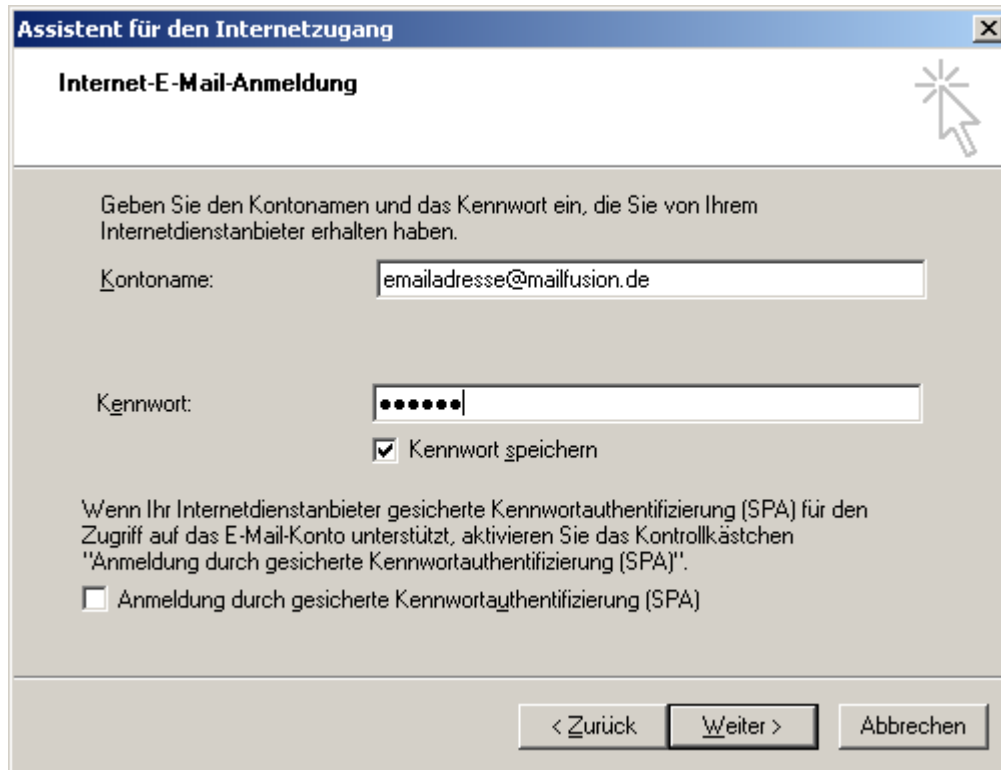 Assistent für den Internetzugang
Internet-E-Mail-Anmeldung
Geben Sie den Kontonamen und das Kennwort ein, die Sie von Ihrem
Internetdienstanbieter erhalten haben.
Kontoname: emailadresse@mailfusion.de
Kennwort: ●●●●●●
Kennwort speichern
Wenn Ihr Internetdienstanbieter gesicherte Kennwortauthentifizierung (SPA) für den
Zugriff auf das E-Mail-Konto unterstützt, aktivieren Sie das Kontrollkästchen
"Anmeldung durch gesicherte Kennwortauthentifizierung (SPA)".
Anmeldung durch gesicherte Kennwortauthentifizierung (SPA)
< Zurück Weiter > Abbrechen